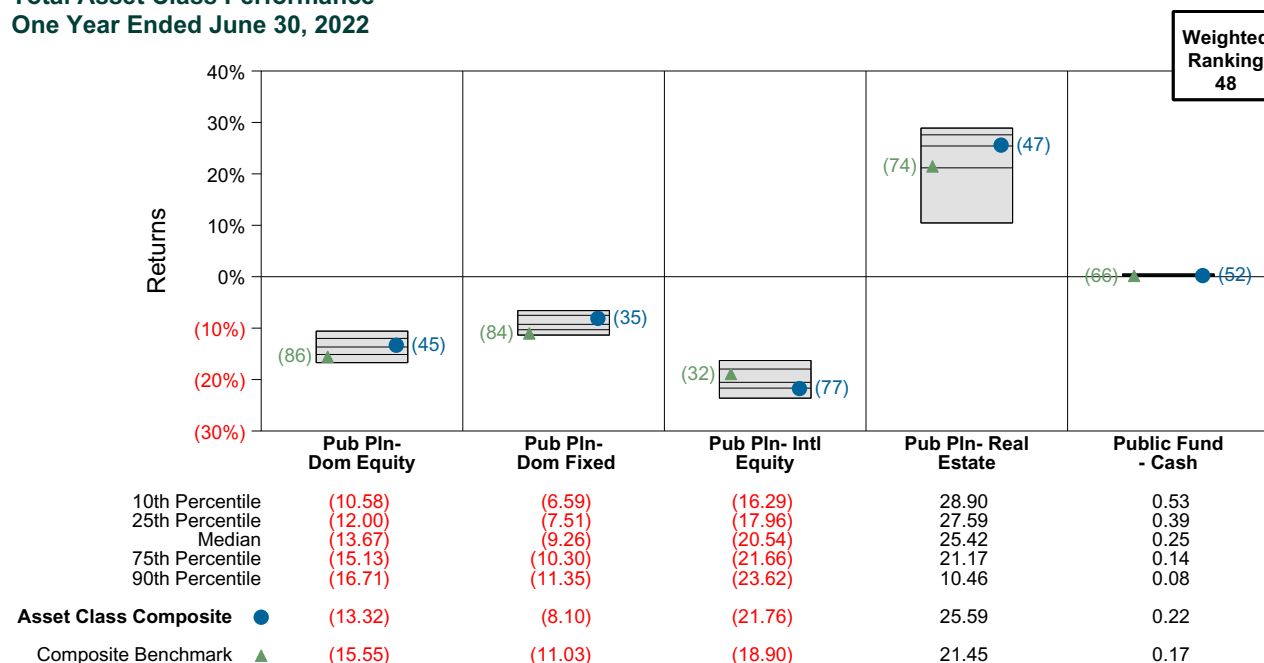 Total Asset Class Performance
One Year Ended June 30, 2022
Weighted
Ranking
48
Returns
40%
30%
20%
10%
0%
(10%)
(20%)
(30%)
(86) (45)
(84) (35)
(32) (77)
(74) (47)
(66) (52)
Pub Pln- Dom Equity Pub Pln- Dom Fixed Pub Pln- Intl Equity Pub Pln- Real Estate Public Fund - Cash
10th Percentile (10.58) (6.59) (16.29) 28.90 0.53
25th Percentile (12.00) (7.51) (17.96) 27.59 0.39
Median (13.67) (9.26) (20.54) 25.42 0.25
75th Percentile (15.13) (10.30) (21.66) 21.17 0.14
90th Percentile (16.71) (11.35) (23.62) 10.46 0.08
Asset Class Composite (13.32) (8.10) (21.76) 25.59 0.22
Composite Benchmark (15.55) (11.03) (18.90) 21.45 0.17